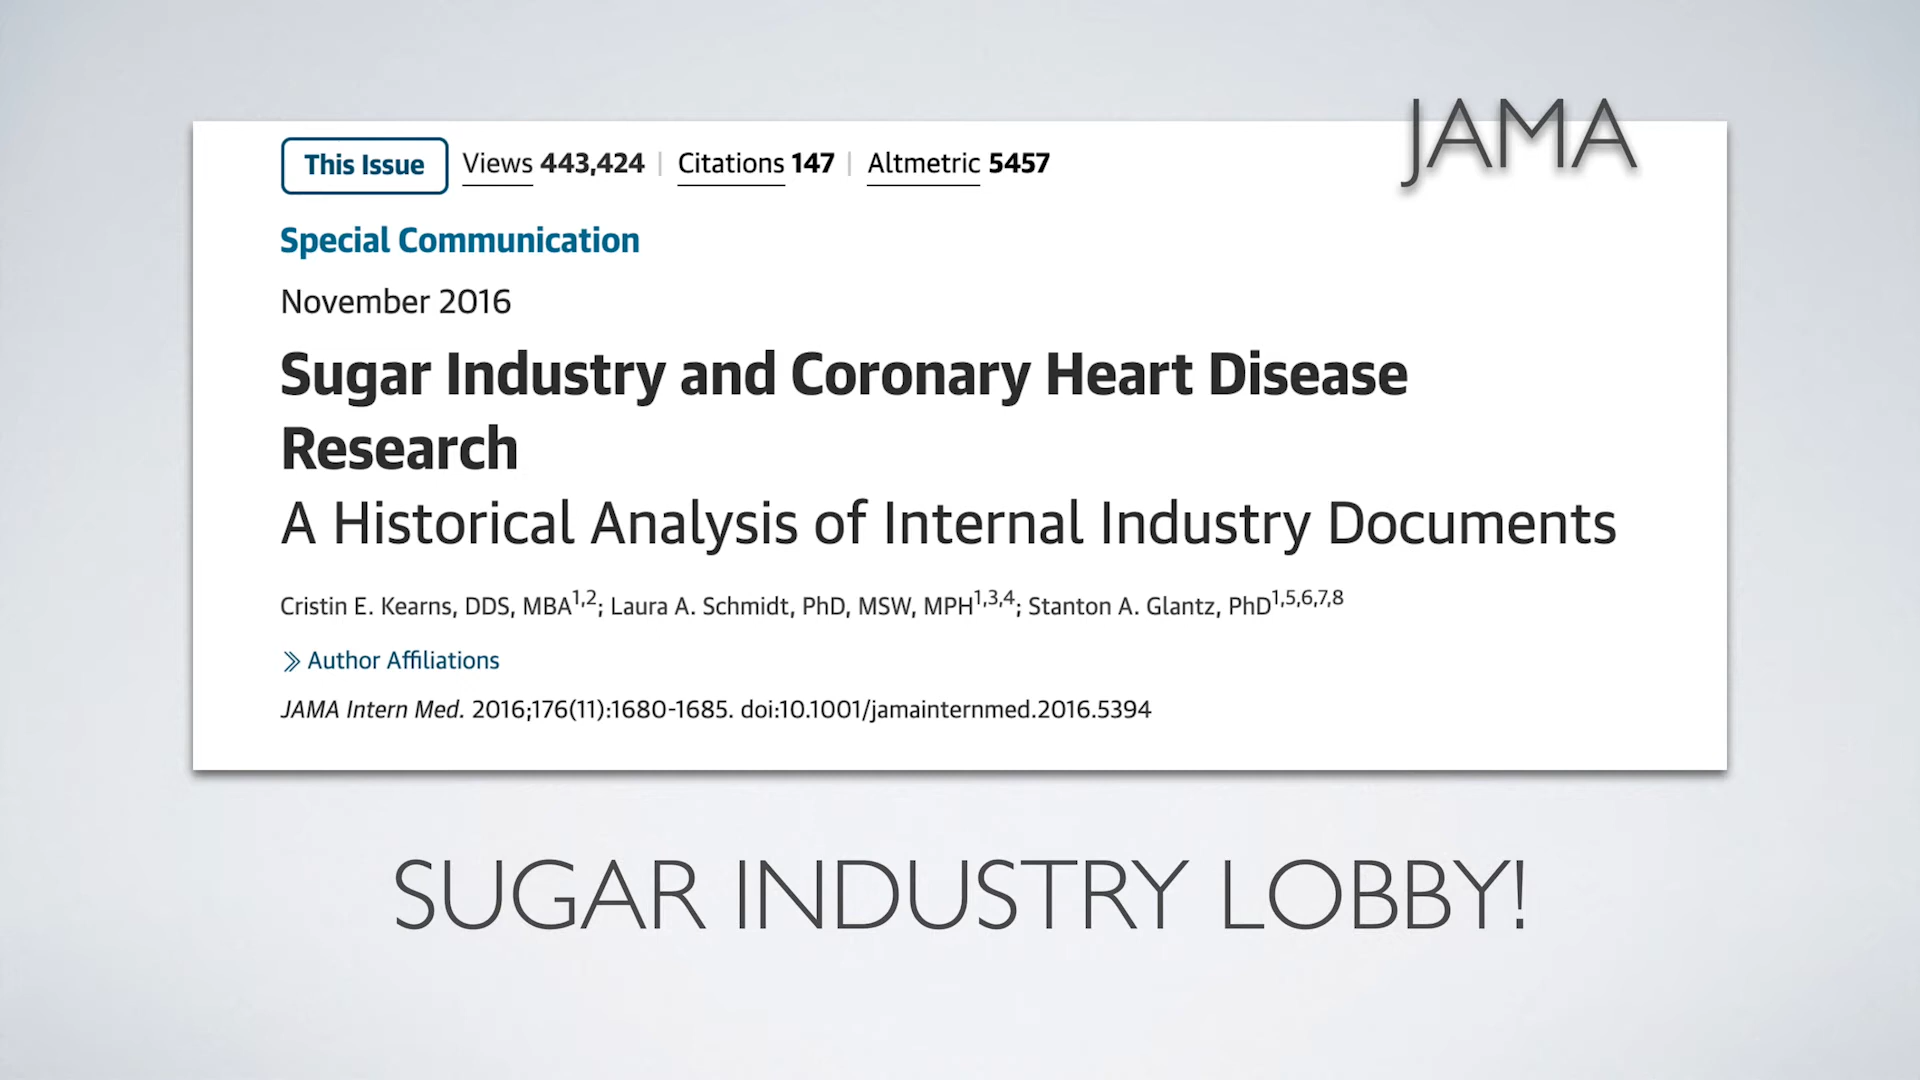 JAMA
This Issue Views 443,424 | Citations 147 | Altmetric 5457
Special Communication
November 2016
Sugar Industry and Coronary Heart Disease
Research
A Historical Analysis of Internal Industry Documents
Cristin E. Kearns, DDS, MBA1,2; Laura A. Schmidt, PhD, MSW, MPH1,3,4; Stanton A. Glantz, PhD1,5,6,7,8
» Author Affiliations
JAMA Intern Med. 2016;176(11):1680-1685. doi:10.1001/jamainternmed.2016.5394
SUGAR INDUSTRY LOBBY!